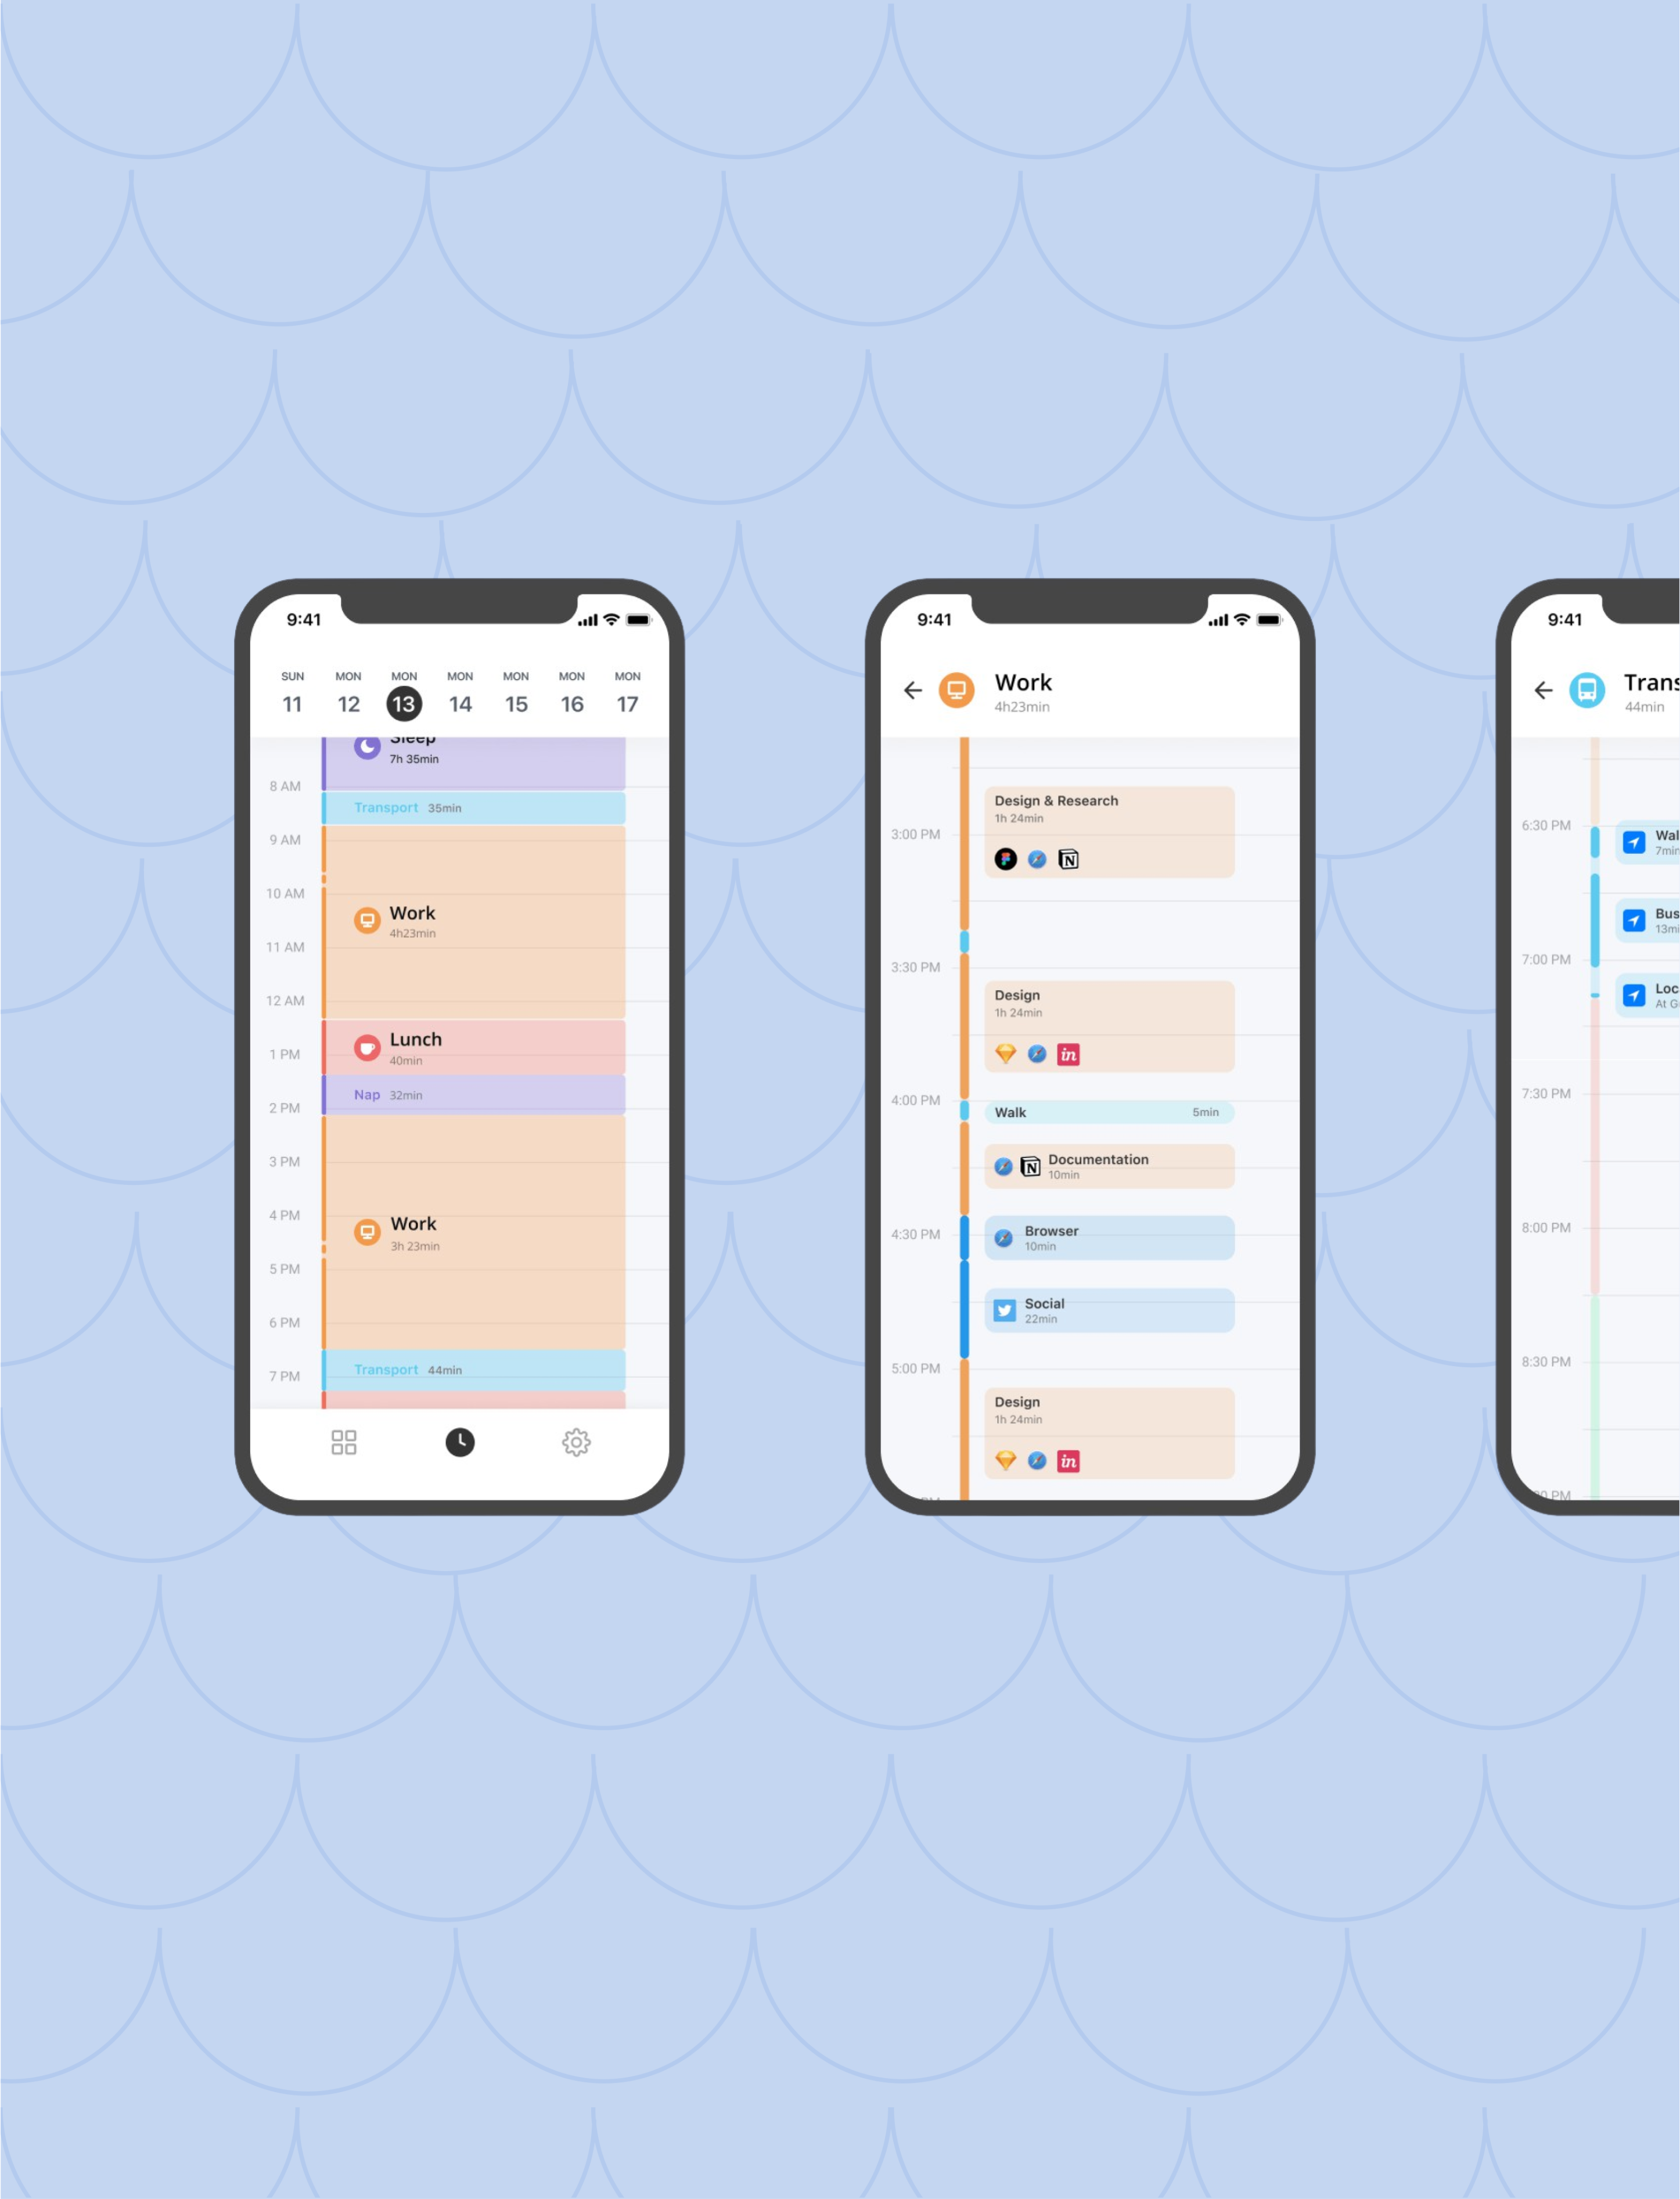 9:41
SUN MON MON MON MON MON MON
11 12 13 14 15 16 17
Sleep
7h 35min
8 AM
Transport 35min
9 AM
10 AM
Work
4h23min
11 AM
12 AM
Lunch
40min
1 PM
Nap 32min
2 PM
3 PM
4 PM
Work
3h 23min
5 PM
6 PM
Transport 44min
7 PM
9:41
Work
4h23min
Design & Research
1h 24min
3:00 PM
N
3:30 PM
Design
1h 24min
in
4:00 PM
Walk 5min
N
Documentation
10min
4:30 PM
Browser
10min
Social
22min
5:00 PM
Design
1h 24min
in
PM
9:41
Trans
44min
6:30 PM
Wal
7min
Bus
13mi
7:00 PM
Loc
At G
7:30 PM
8:00 PM
8:30 PM
00 PM